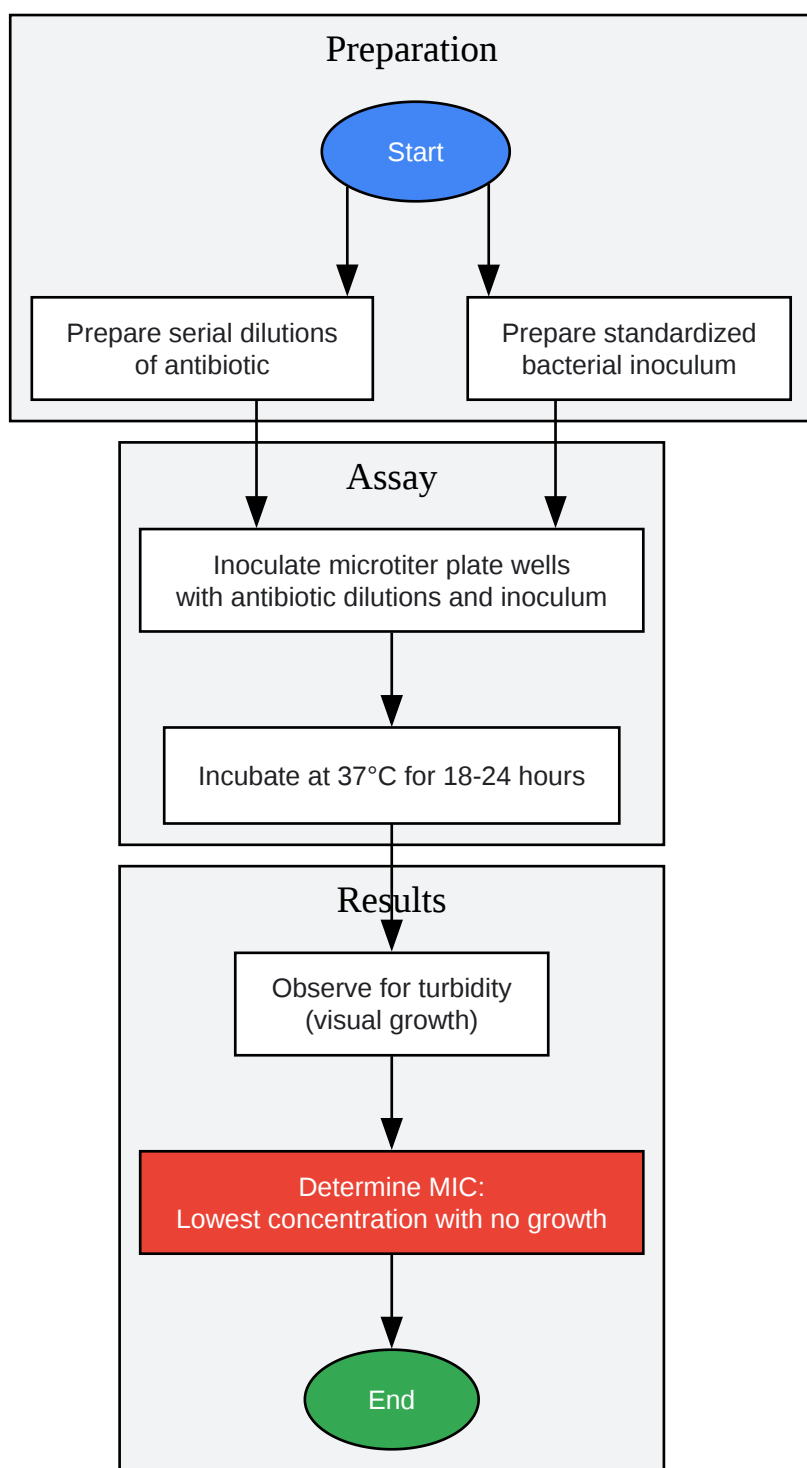 Preparation
Start
Prepare serial dilutions
of antibiotic
Prepare standardized
bacterial inoculum
Assay
Inoculate microtiter plate wells
with antibiotic dilutions and inoculum
Incubate at 37°C for 18-24 hours
Results
Observe for turbidity
(visual growth)
Determine MIC:
Lowest concentration with no growth
End